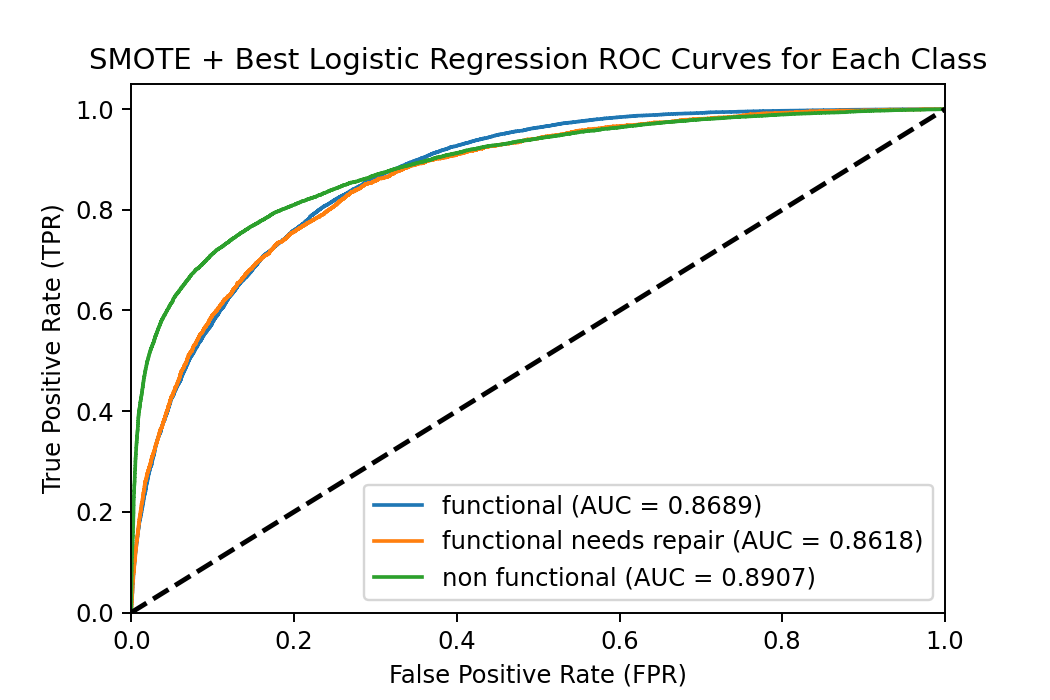 SMOTE + Best Logistic Regression ROC Curves for Each Class
True Positive Rate (TPR)
1.0
0.8
0.6
0.4
0.2
0.0
functional (AUC = 0.8689)
functional needs repair (AUC = 0.8618)
non functional (AUC = 0.8907)
0.0 0.2 0.4 0.6 0.8 1.0
False Positive Rate (FPR)